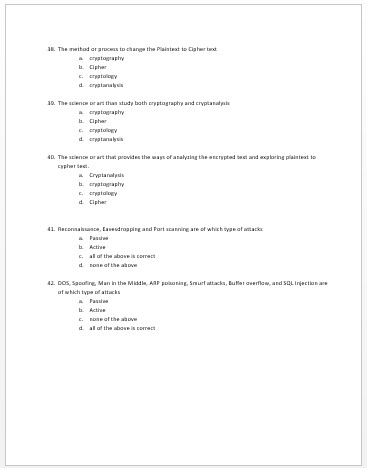 38. The method or process to change the Plaintext to Cipher text
a. cryptography
b. Cipher
c. cryptology
d. cryptanalysis
39. The science or art than study both cryptography and cryptanalysis
a. cryptography
b. Cipher
c. cryptology
d. cryptanalysis
40. The science or art that provides the ways of analyzing the encrypted text and exploring plaintext to
cypher text.
a. Cryptanalysis
b. cryptography
c. cryptology
d. Cipher
41. Reconnaissance, Eavesdropping and Port scanning are of which type of attacks
a. Passive
b. Active
c. all of the above is correct
d. none of the above
42. DOS, Spoofing, Man in the Middle, ARP poisoning, Smurf attacks, Buffer overflow, and SQL Injection are
of which type of attacks
a. Passive
b. Active
c. none of the above
d. all of the above is correct